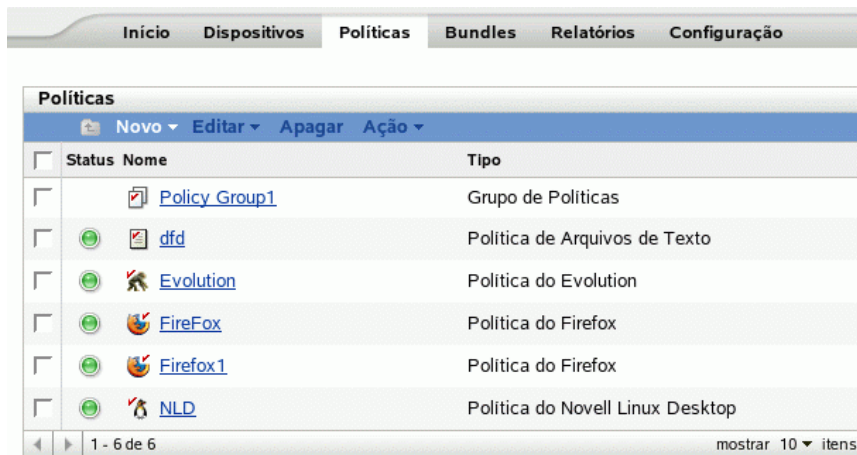 Início Dispositivos Políticas Bundles Relatórios Configuração
Políticas
Novo Editar Apagar Ação
Status Nome Tipo
Policy Group1 Grupo de Políticas
dfd Política de Arquivos de Texto
Evolution Política do Evolution
FireFox Política do Firefox
Firefox1 Política do Firefox
NLD Política do Novell Linux Desktop
1 - 6 de 6 mostrar 10 itens